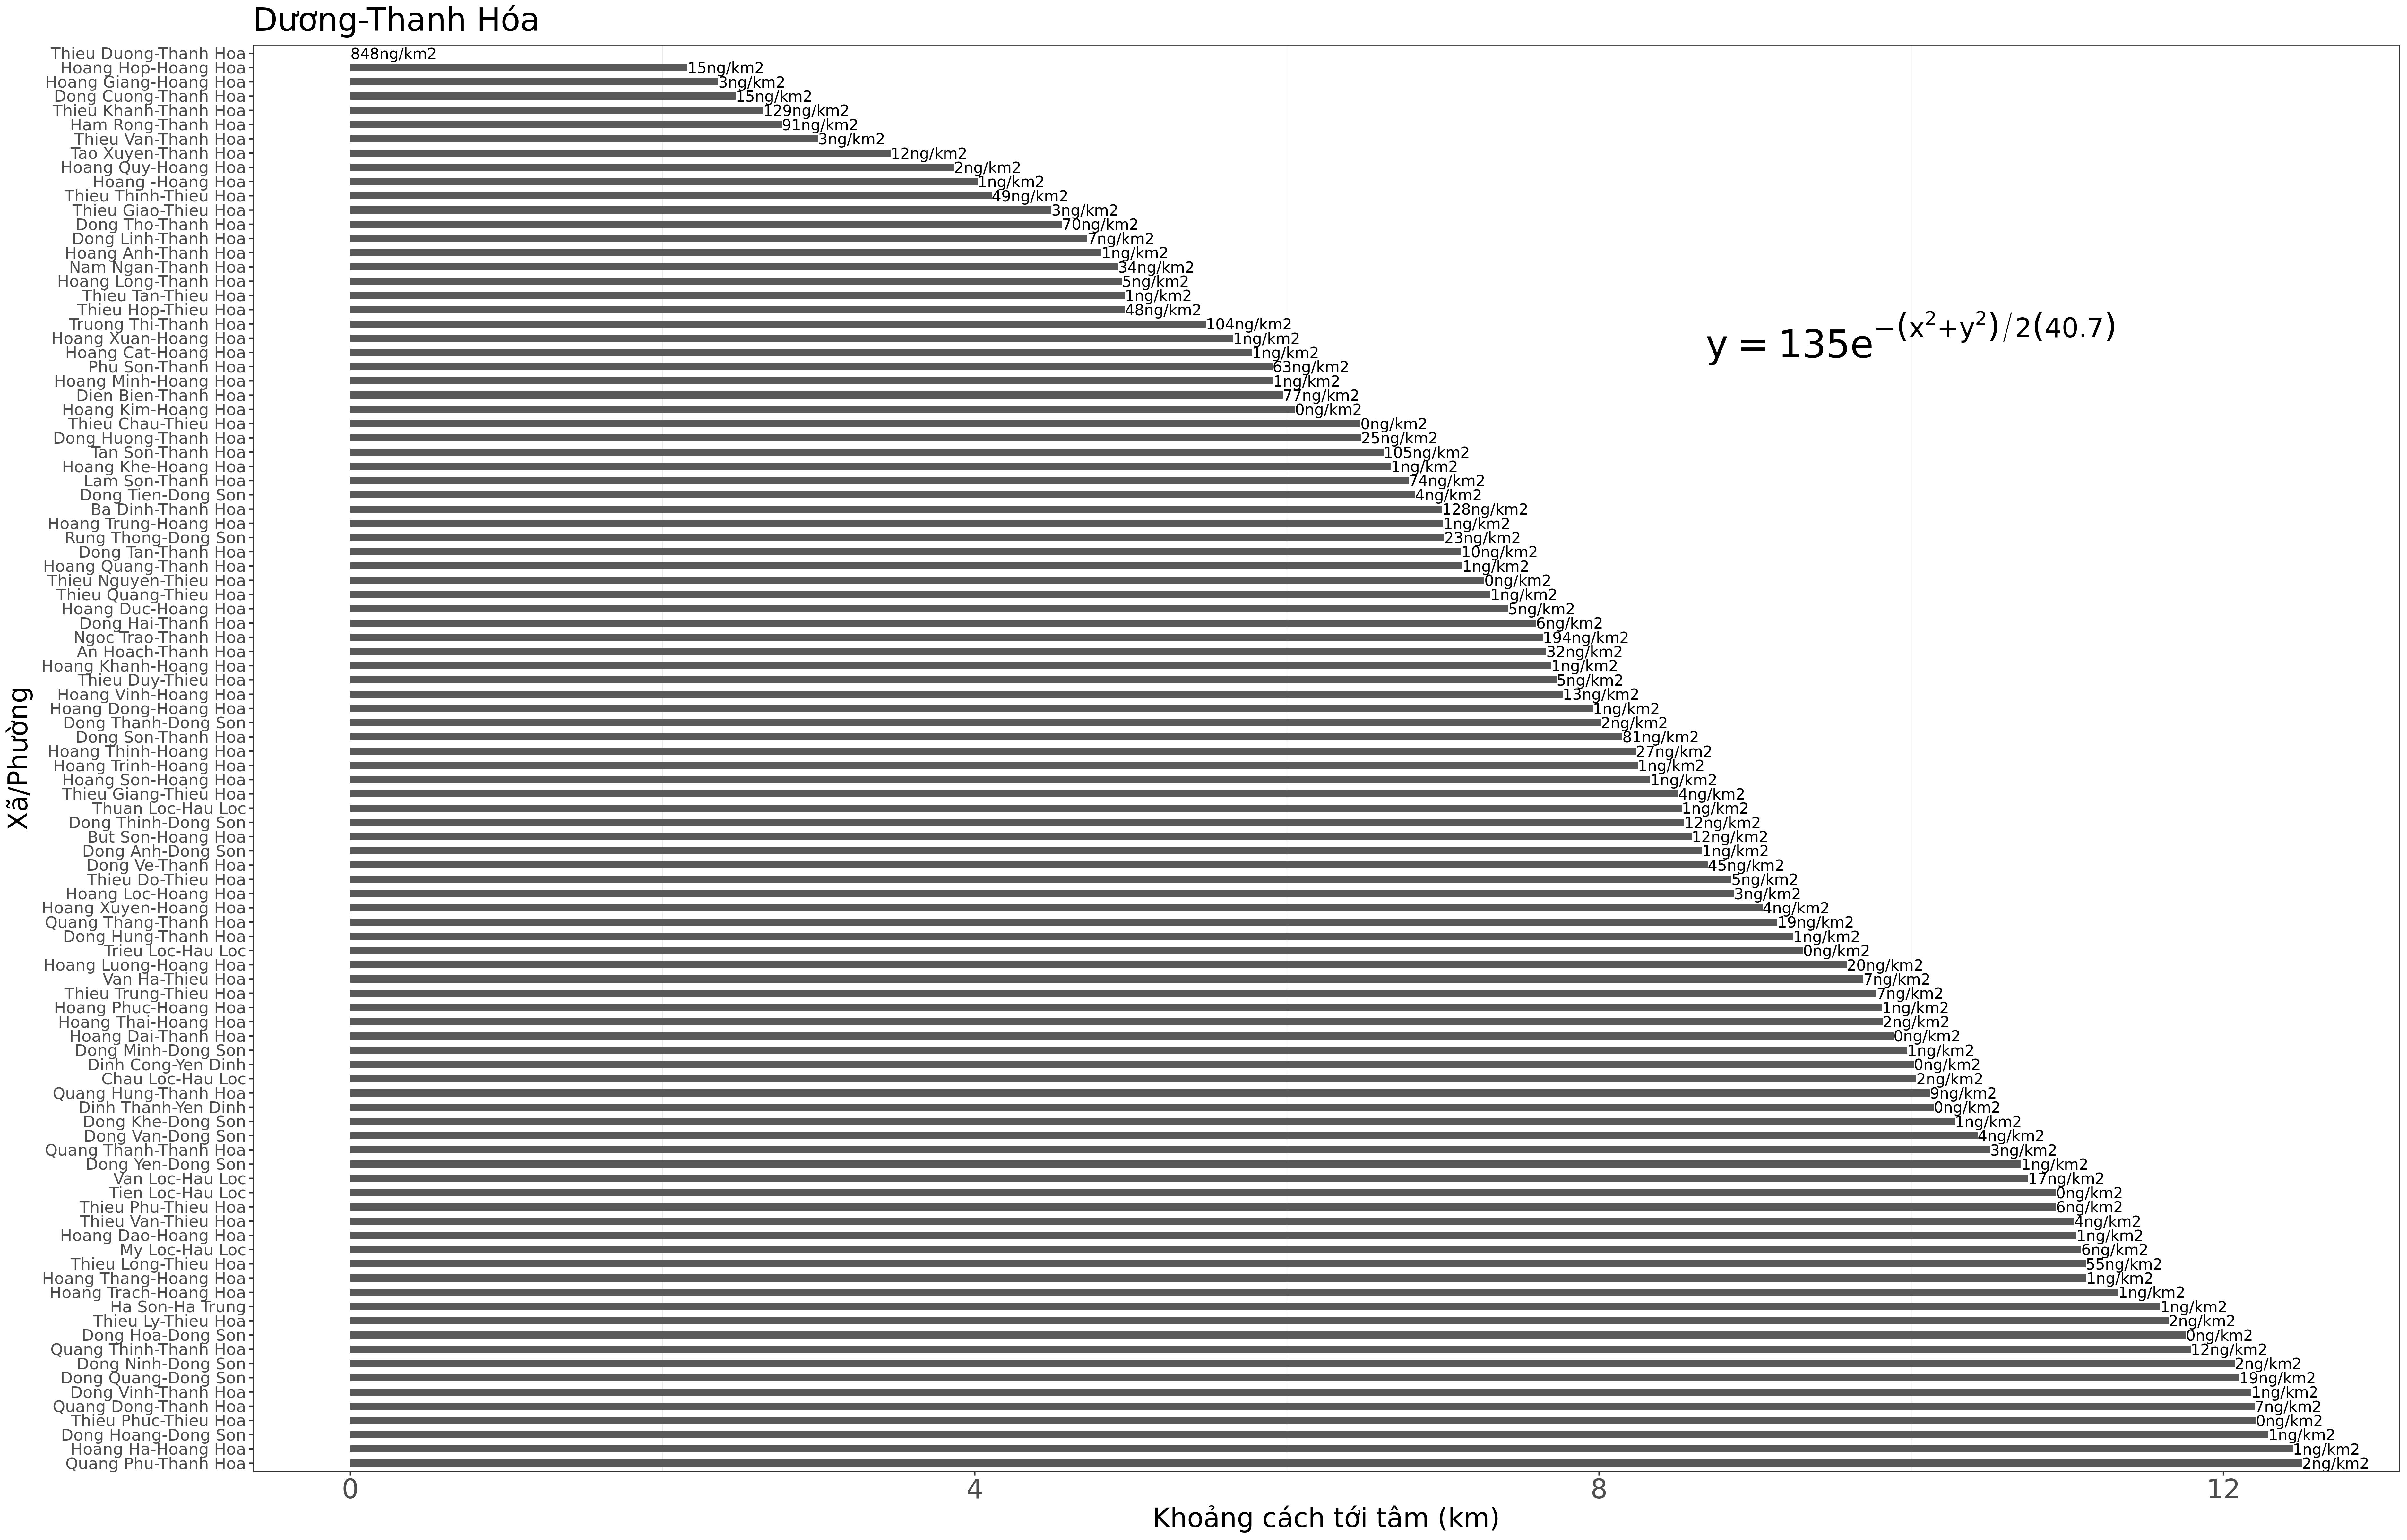 Dương-Thanh Hóa
Thieu Duong-Thanh Hoa 848ng/km2
Hoang Hop-Hoang Hoa 15ng/km2
Hoang Giang-Hoang Hoa 3ng/km2
Dong Cuong-Thanh Hoa 15ng/km2
Thieu Khanh-Thanh Hoa 129ng/km2
Ham Rong-Thanh Hoa 91ng/km2
Thieu Van-Thanh Hoa 3ng/km2
Tao Xuyen-Thanh Hoa 12ng/km2
Hoang Quy-Hoang Hoa 2ng/km2
Hoang -Hoang Hoa 1ng/km2
Thieu Thinh-Thieu Hoa 49ng/km2
Thieu Giao-Thieu Hoa 3ng/km2
Dong Tho-Thanh Hoa 70ng/km2
Dong Linh-Thanh Hoa 7ng/km2
Hoang Anh-Thanh Hoa 1ng/km2
Nam Ngan-Thanh Hoa 34ng/km2
Hoang Long-Thanh Hoa 5ng/km2
Thieu Tan-Thieu Hoa 1ng/km2
Thieu Hop-Thieu Hoa 48ng/km2
Truong Thi-Thanh Hoa 104ng/km2
Hoang Xuan-Hoang Hoa 1ng/km2
y = 135e−(x2+y2)/2(40.7)
Hoang Cat-Hoang Hoa 1ng/km2
Phu Son-Thanh Hoa 63ng/km2
Hoang Minh-Hoang Hoa 1ng/km2
Dien Bien-Thanh Hoa 77ng/km2
Hoang Kim-Hoang Hoa 0ng/km2
Thieu Chau-Thieu Hoa 0ng/km2
Dong Huong-Thanh Hoa 25ng/km2
Tan Son-Thanh Hoa 105ng/km2
Hoang Khe-Hoang Hoa 1ng/km2
Lam Son-Thanh Hoa 74ng/km2
Dong Tien-Dong Son 4ng/km2
Ba Dinh-Thanh Hoa 128ng/km2
Hoang Trung-Hoang Hoa 1ng/km2
Rung Thong-Dong Son 23ng/km2
Dong Tan-Thanh Hoa 10ng/km2
Hoang Quang-Thanh Hoa 1ng/km2
Thieu Nguyen-Thieu Hoa 0ng/km2
Thieu Quang-Thieu Hoa 1ng/km2
Hoang Duc-Hoang Hoa 5ng/km2
Dong Hai-Thanh Hoa 6ng/km2
Ngoc Trao-Thanh Hoa 194ng/km2
An Hoach-Thanh Hoa 32ng/km2
Hoang Khanh-Hoang Hoa 1ng/km2
Thieu Duy-Thieu Hoa 5ng/km2
Hoang Vinh-Hoang Hoa 13ng/km2
Hoang Dong-Hoang Hoa 1ng/km2
Dong Thanh-Dong Son 2ng/km2
Dong Son-Thanh Hoa 81ng/km2
Hoang Thinh-Hoang Hoa 27ng/km2
Hoang Trinh-Hoang Hoa 1ng/km2
Hoang Son-Hoang Hoa 1ng/km2
Thieu Giang-Thieu Hoa 4ng/km2
Thuan Loc-Hau Loc 1ng/km2
Dong Thinh-Dong Son 12ng/km2
But Son-Hoang Hoa 12ng/km2
Dong Anh-Dong Son 1ng/km2
Dong Ve-Thanh Hoa 45ng/km2
Thieu Do-Thieu Hoa 5ng/km2
Hoang Loc-Hoang Hoa 3ng/km2
Hoang Xuyen-Hoang Hoa 4ng/km2
Quang Thang-Thanh Hoa 19ng/km2
Dong Hung-Thanh Hoa 1ng/km2
Trieu Loc-Hau Loc 0ng/km2
Hoang Luong-Hoang Hoa 20ng/km2
Van Ha-Thieu Hoa 7ng/km2
Thieu Trung-Thieu Hoa 7ng/km2
Hoang Phuc-Hoang Hoa 1ng/km2
Hoang Thai-Hoang Hoa 2ng/km2
Hoang Dai-Thanh Hoa 0ng/km2
Dong Minh-Dong Son 1ng/km2
Dinh Cong-Yen Dinh 0ng/km2
Chau Loc-Hau Loc 2ng/km2
Quang Hung-Thanh Hoa 9ng/km2
Dinh Thanh-Yen Dinh 0ng/km2
Dong Khe-Dong Son 1ng/km2
Dong Van-Dong Son 4ng/km2
Quang Thanh-Thanh Hoa 3ng/km2
Dong Yen-Dong Son 1ng/km2
Van Loc-Hau Loc 17ng/km2
Tien Loc-Hau Loc 0ng/km2
Thieu Phu-Thieu Hoa 6ng/km2
Thieu Van-Thieu Hoa 4ng/km2
Hoang Dao-Hoang Hoa 1ng/km2
My Loc-Hau Loc 6ng/km2
Thieu Long-Thieu Hoa 55ng/km2
Hoang Thang-Hoang Hoa 1ng/km2
Hoang Trach-Hoang Hoa 1ng/km2
Ha Son-Ha Trung 1ng/km2
Thieu Ly-Thieu Hoa 2ng/km2
Dong Hoa-Dong Son 0ng/km2
Quang Thinh-Thanh Hoa 12ng/km2
Dong Ninh-Dong Son 2ng/km2
Dong Quang-Dong Son 19ng/km2
Dong Vinh-Thanh Hoa 1ng/km2
Quang Dong-Thanh Hoa 7ng/km2
Thieu Phuc-Thieu Hoa 0ng/km2
Dong Hoang-Dong Son 1ng/km2
Hoang Ha-Hoang Hoa 1ng/km2
Quang Phu-Thanh Hoa 2ng/km2
Xã/Phường
0 4 8 12
Khoảng cách tới tâm (km)